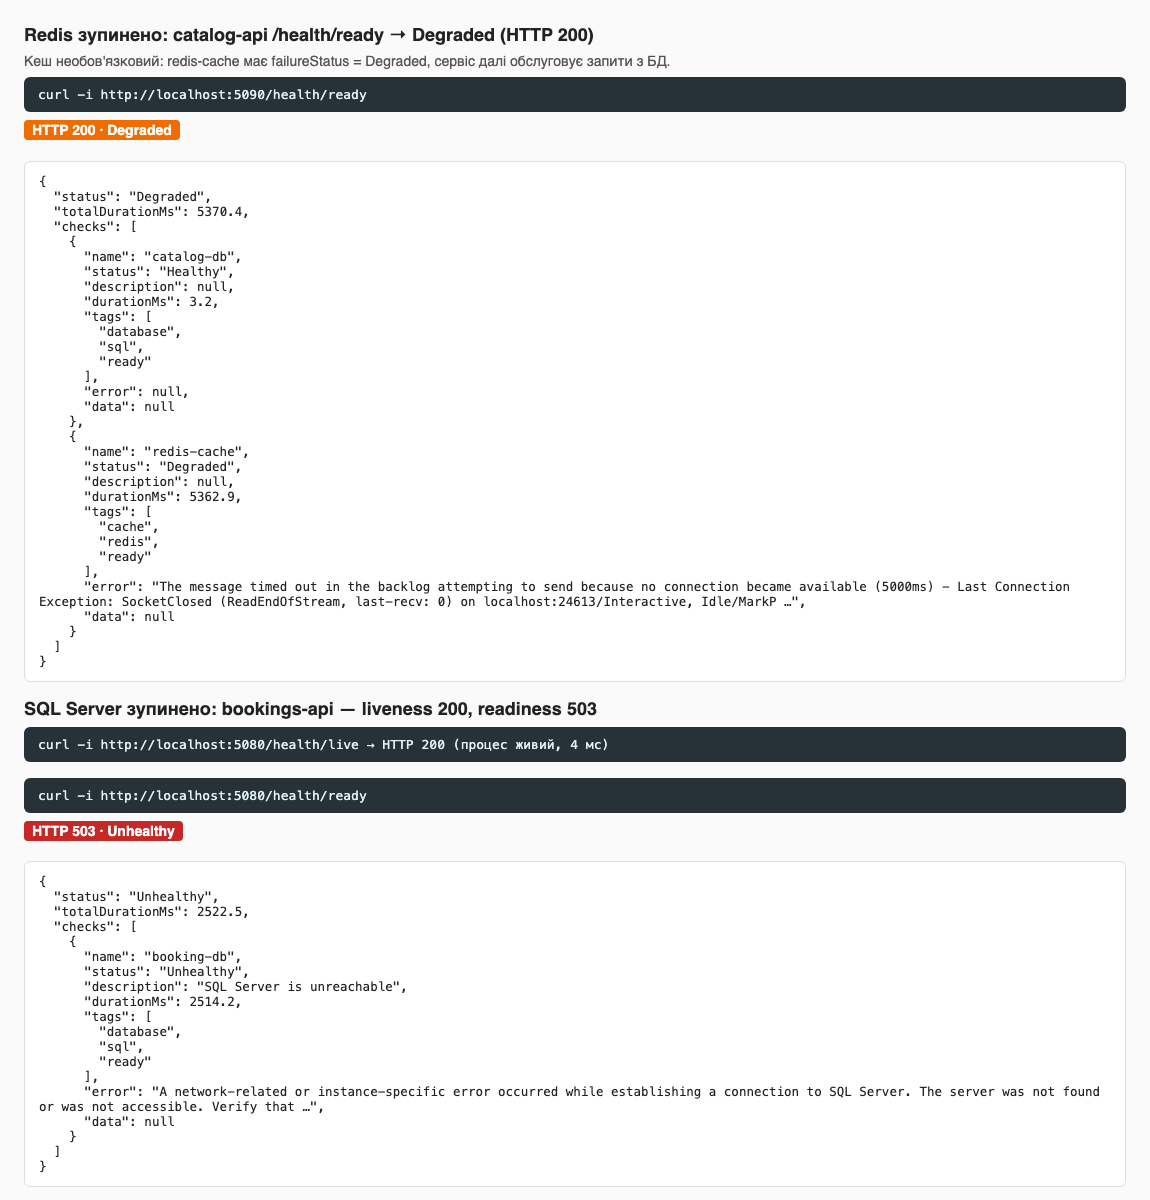 Redis зупинено: catalog-api /health/ready → Degraded (HTTP 200)
Кеш необов'язковий: redis-cache має failureStatus = Degraded, сервіс далі обслуговує запити з БД.
curl -i http://localhost:5090/health/ready
HTTP 200 · Degraded
{
  "status": "Degraded",
  "totalDurationMs": 5370.4,
  "checks": [
    {
      "name": "catalog-db",
      "status": "Healthy",
      "description": null,
      "durationMs": 3.2,
      "tags": [
        "database",
        "sql",
        "ready"
      ],
      "error": null,
      "data": null
    },
    {
      "name": "redis-cache",
      "status": "Degraded",
      "description": null,
      "durationMs": 5362.9,
      "tags": [
        "cache",
        "redis",
        "ready"
      ],
      "error": "The message timed out in the backlog attempting to send because no connection became available (5000ms) - Last Connection
Exception: SocketClosed (ReadEndOfStream, last-recv: 0) on localhost:24613/Interactive, Idle/MarkP …",
      "data": null
    }
  ]
}
SQL Server зупинено: bookings-api — liveness 200, readiness 503
curl -i http://localhost:5080/health/live → HTTP 200 (процес живий, 4 мс)
curl -i http://localhost:5080/health/ready
HTTP 503 · Unhealthy
{
  "status": "Unhealthy",
  "totalDurationMs": 2522.5,
  "checks": [
    {
      "name": "booking-db",
      "status": "Unhealthy",
      "description": "SQL Server is unreachable",
      "durationMs": 2514.2,
      "tags": [
        "database",
        "sql",
        "ready"
      ],
      "error": "A network-related or instance-specific error occurred while establishing a connection to SQL Server. The server was not found
or was not accessible. Verify that …",
      "data": null
    }
  ]
}